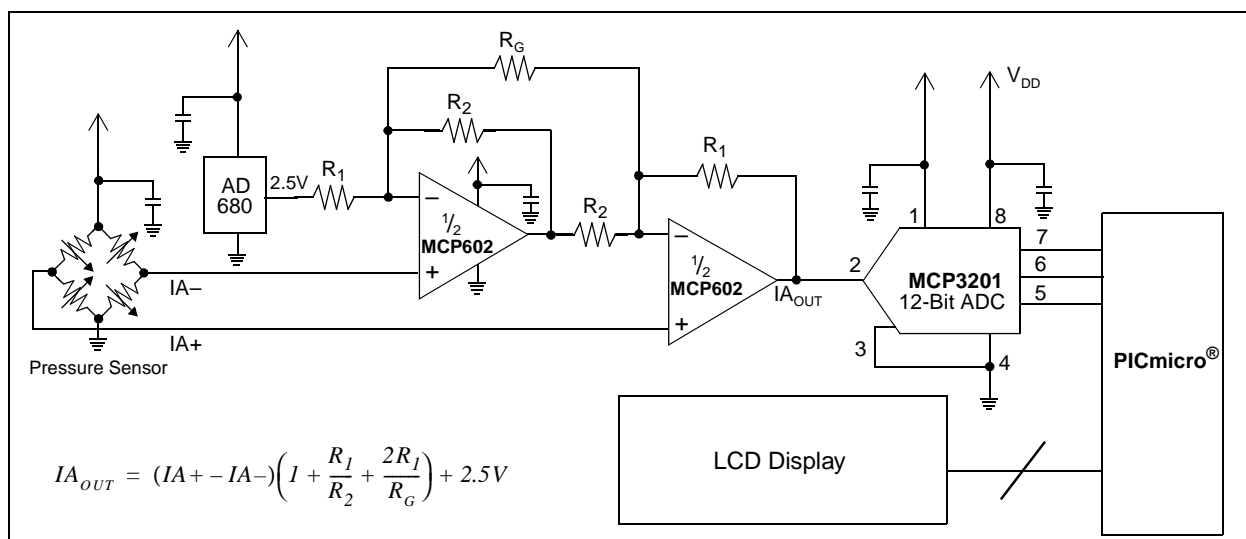 R_G
R_2
V_DD
R_1
R_1
AD
680
2.5V
–
1/2
MCP602
+
R_2
–
1/2
MCP602
+
IA_OUT
1
8
2
MCP3201
12-Bit ADC
7
6
5
3
4
PICmicro®
IA–
IA+
Pressure Sensor
LCD Display
IA_OUT = (IA+ – IA–)(1 + R_1/R_2 + 2R_1/R_G) + 2.5V